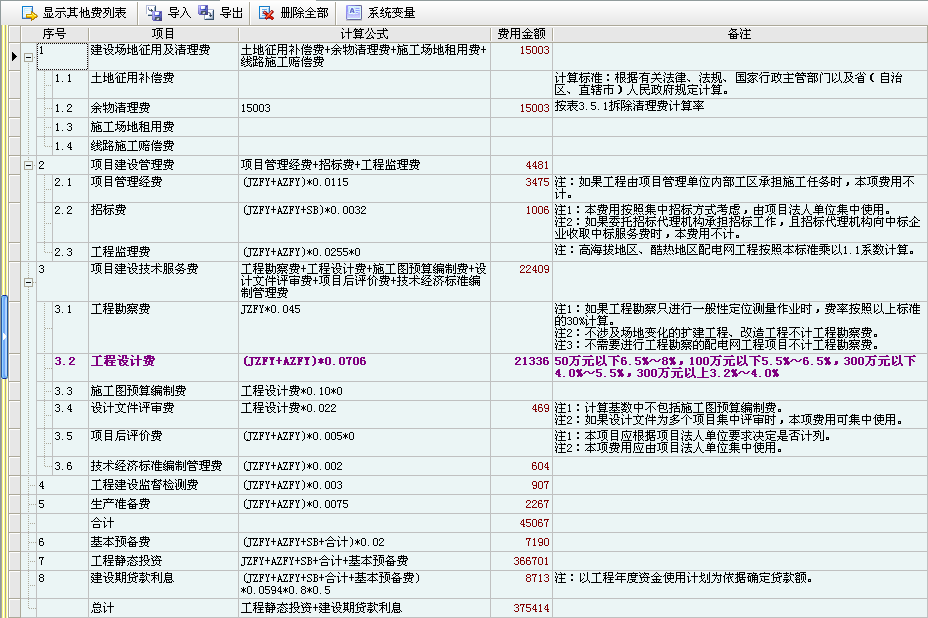 显示其他费列表 导入 导出 删除全部 系统变量
序号 项目 计算公式 费用金额 备注
1 建设场地征用及清理费 土地征用补偿费+余物清理费+施工场地租用费+ 15003
线路施工赔偿费
1.1 土地征用补偿费 计算标准：根据有关法律、法规、国家行政主管部门以及省（自治
区、直辖市）人民政府规定计算。
1.2 余物清理费 15003 15003 按表3.5.1拆除清理费计算率
1.3 施工场地租用费
1.4 线路施工赔偿费
2 项目建设管理费 项目管理经费+招标费+工程监理费 4481
2.1 项目管理经费 (JZFY+AZFY)*0.0115 3475 注：如果工程由项目管理单位内部工区承担施工任务时，本项费用不
计。
2.2 招标费 (JZFY+AZFY+SB)*0.0032 1006 注1：本费用按照集中招标方式考虑，由项目法人单位集中使用。
注2：如果委托招标代理机构承担招标工作，且招标代理机构向中标企
业收取中标服务费时，本费用不计。
2.3 工程监理费 (JZFY+AZFY)*0.0255*0 注：高海拔地区、酷热地区配电网工程按照本标准乘以1.1系数计算。
3 项目建设技术服务费 工程勘察费+工程设计费+施工图预算编制费+设 22409
计文件评审费+项目后评价费+技术经济标准编
制管理费
3.1 工程勘察费 JZFY*0.045 注1：如果工程勘察只进行一般性定位测量作业时，费率按照以上标准
的30%计算。
注2：不涉及场地变化的扩建工程、改造工程不计工程勘察费。
注3：不需要进行工程勘察的配电网工程项目不计工程勘察费。
3.2 工程设计费 (JZFY+AZFY)*0.0706 21336 50万元以下6.5%～8%，100万元以下5.5%～6.5%，300万元以下
4.0%～5.5%，300万元以上3.2%～4.0%
3.3 施工图预算编制费 工程设计费*0.10*0
3.4 设计文件评审费 工程设计费*0.022 469 注1：计算基数中不包括施工图预算编制费。
注2：如果设计文件为多个项目集中评审时，本项费用可集中使用。
3.5 项目后评价费 (JZFY+AZFY)*0.005*0 注1：本项目应根据项目法人单位要求决定是否计列。
注2：本项费用应由项目法人单位集中使用。
3.6 技术经济标准编制管理费 (JZFY+AZFY)*0.002 604
4 工程建设监督检测费 (JZFY+AZFY)*0.003 907
5 生产准备费 (JZFY+AZFY)*0.0075 2267
合计 45067
6 基本预备费 (JZFY+AZFY+SB+合计)*0.02 7190
7 工程静态投资 JZFY+AZFY+SB+合计+基本预备费 366701
8 建设期贷款利息 (JZFY+AZFY+SB+合计+基本预备费) 8713 注：以工程年度资金使用计划为依据确定贷款额。
*0.0594*0.8*0.5
总计 工程静态投资+建设期贷款利息 375414